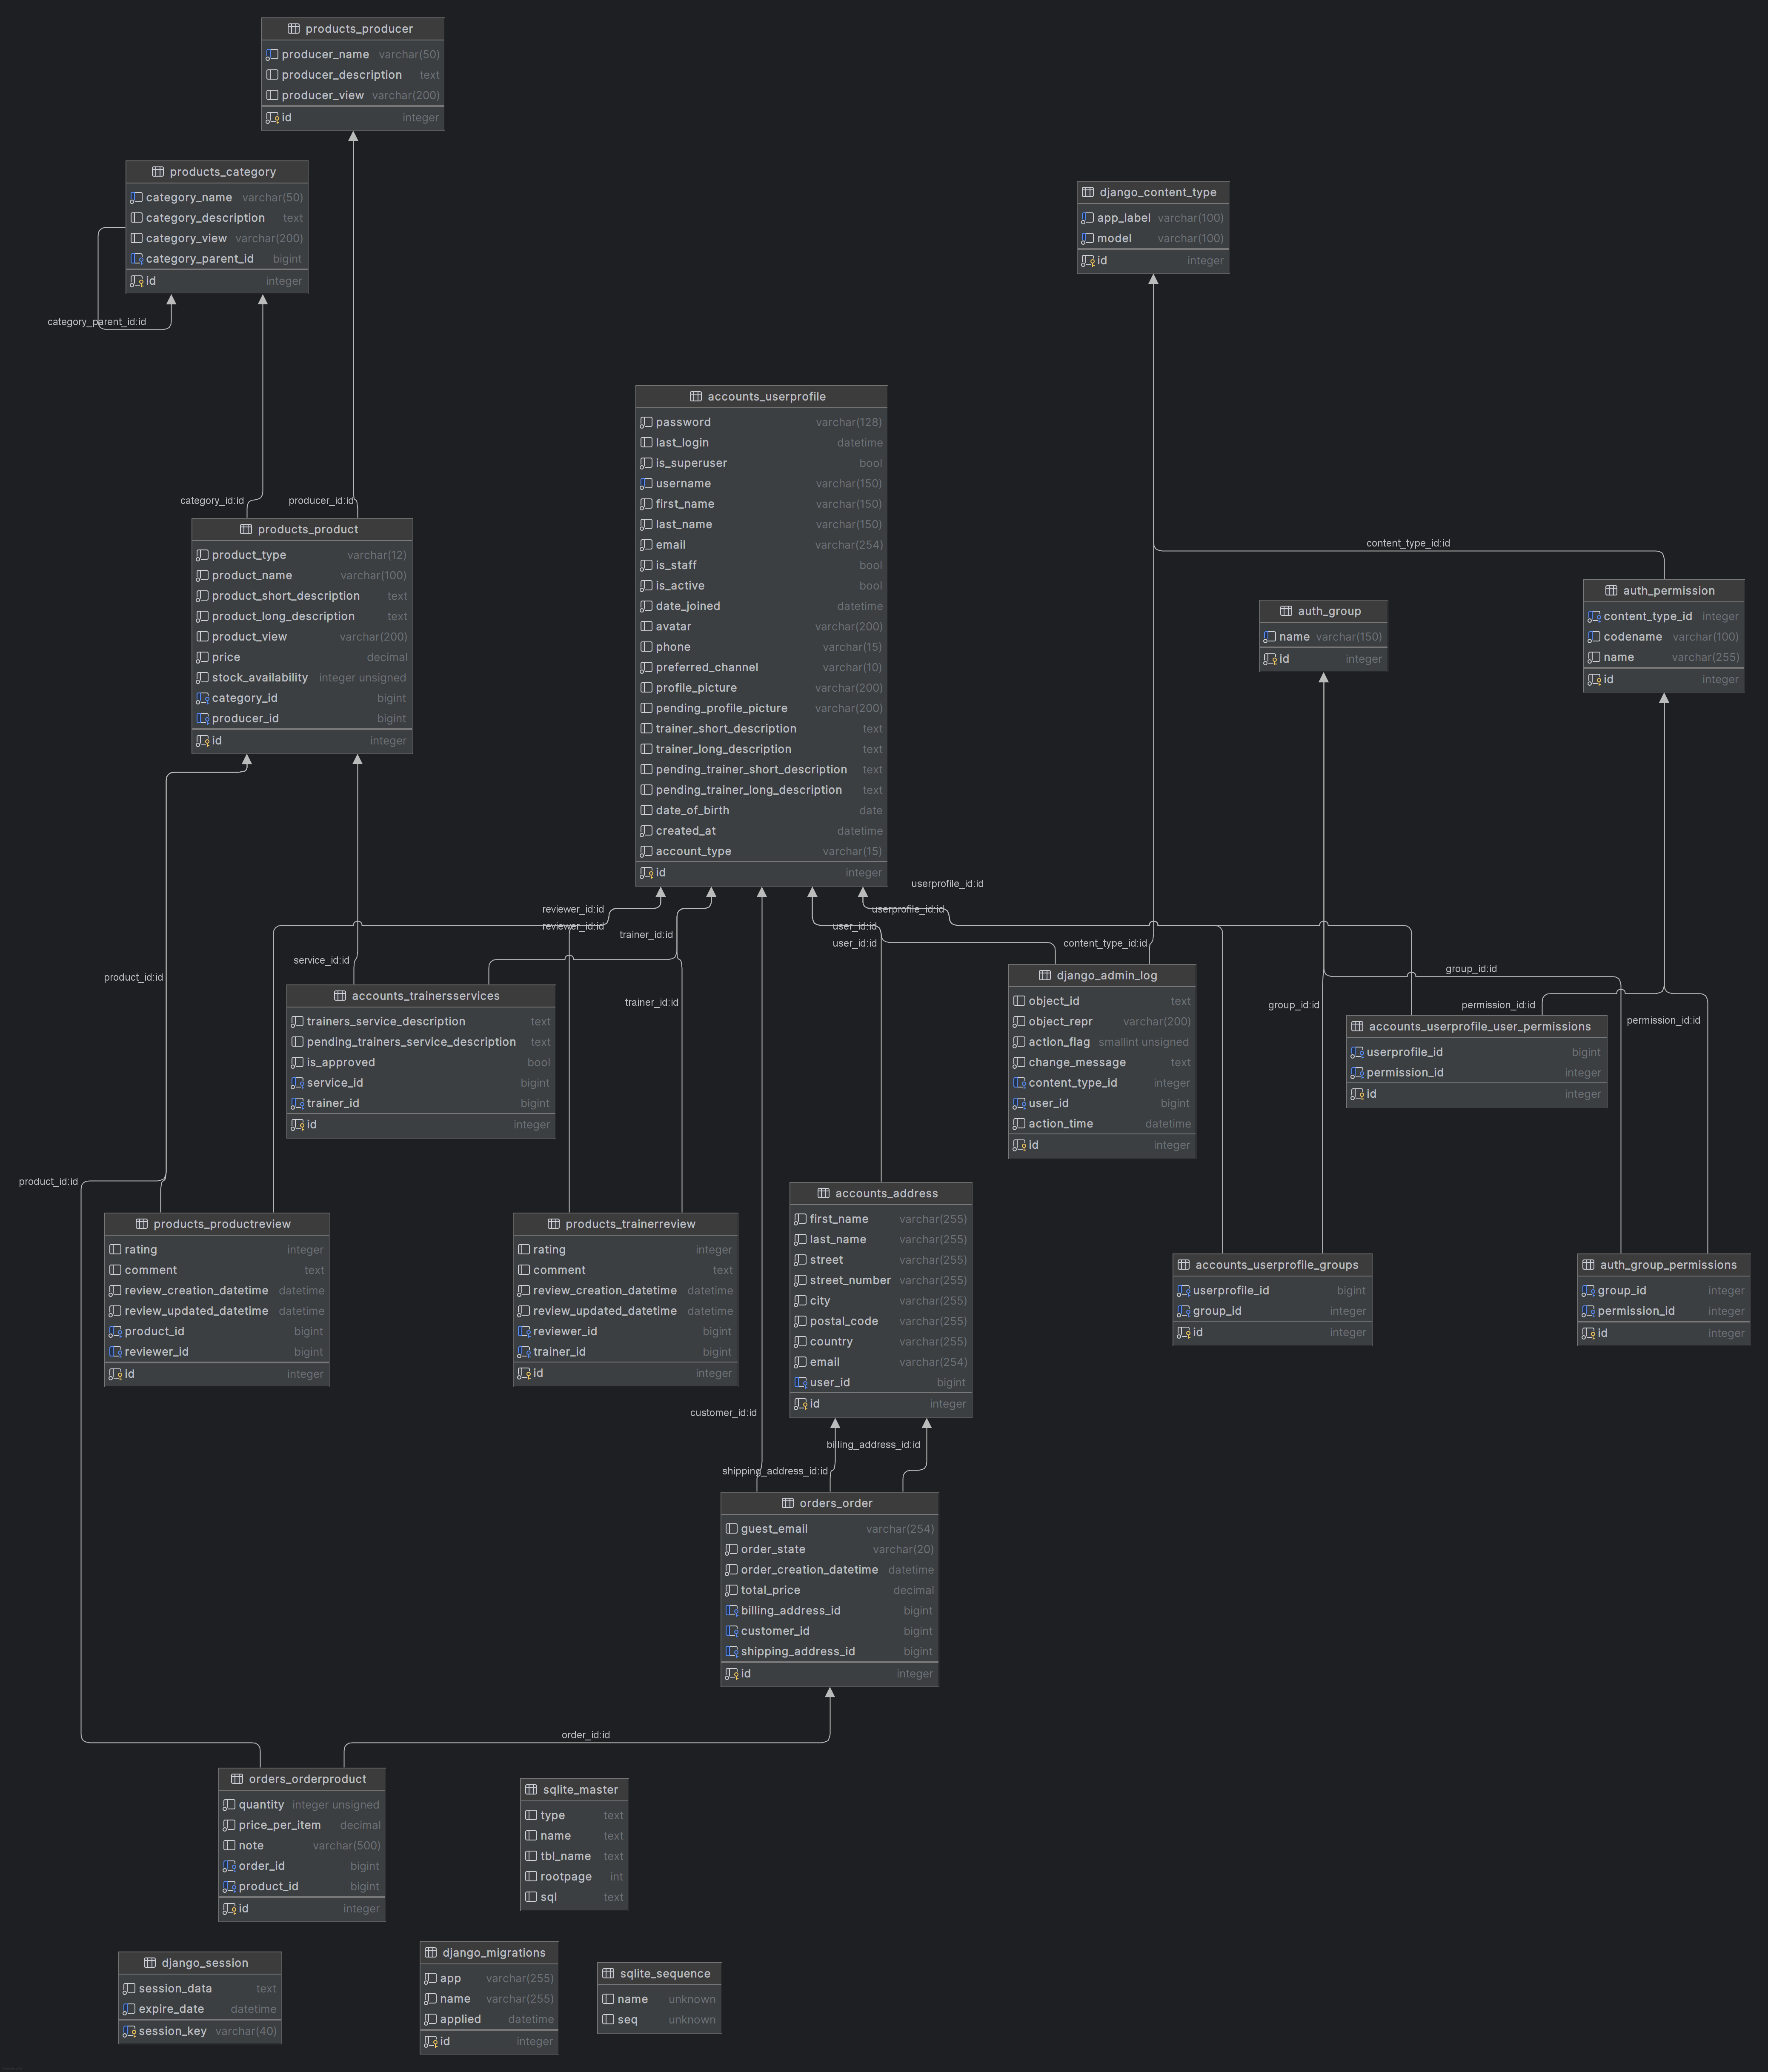 products_producer
producer_name varchar(50)
producer_description text
producer_view varchar(200)
id integer
products_category
category_name varchar(50)
category_description text
category_view varchar(200)
category_parent_id bigint
id integer
category_parent_id:id
django_content_type
app_label varchar(100)
model varchar(100)
id integer
accounts_userprofile
password varchar(128)
last_login datetime
is_superuser bool
username varchar(150)
first_name varchar(150)
last_name varchar(150)
email varchar(254)
is_staff bool
is_active bool
date_joined datetime
avatar varchar(200)
phone varchar(15)
preferred_channel varchar(10)
profile_picture varchar(200)
pending_profile_picture varchar(200)
trainer_short_description text
trainer_long_description text
pending_trainer_short_description text
pending_trainer_long_description text
date_of_birth date
created_at datetime
account_type varchar(15)
id integer
category_id:id
producer_id:id
products_product
product_type varchar(12)
product_name varchar(100)
product_short_description text
product_long_description text
product_view varchar(200)
price decimal
stock_availability integer unsigned
category_id bigint
producer_id bigint
id integer
content_type_id:id
auth_group
name varchar(150)
id integer
auth_permission
content_type_id integer
codename varchar(100)
name varchar(255)
id integer
userprofile_id:id
reviewer_id:id
userprofile_id:id
reviewer_id:id
user_id:id
trainer_id:id
user_id:id
content_type_id:id
service_id:id
group_id:id
product_id:id
trainer_id:id
group_id:id
permission_id:id
permission_id:id
accounts_trainersservices
trainers_service_description text
pending_trainers_service_description text
is_approved bool
service_id bigint
trainer_id bigint
id integer
django_admin_log
object_id text
object_repr varchar(200)
action_flag smallint unsigned
change_message text
content_type_id integer
user_id bigint
action_time datetime
id integer
accounts_userprofile_user_permissions
userprofile_id bigint
permission_id integer
id integer
product_id:id
products_productreview
rating integer
comment text
review_creation_datetime datetime
review_updated_datetime datetime
product_id bigint
reviewer_id bigint
id integer
products_trainerreview
rating integer
comment text
review_creation_datetime datetime
review_updated_datetime datetime
reviewer_id bigint
trainer_id bigint
id integer
accounts_address
first_name varchar(255)
last_name varchar(255)
street varchar(255)
street_number varchar(255)
city varchar(255)
postal_code varchar(255)
country varchar(255)
email varchar(254)
user_id bigint
id integer
accounts_userprofile_groups
userprofile_id bigint
group_id integer
id integer
auth_group_permissions
group_id integer
permission_id integer
id integer
customer_id:id
billing_address_id:id
shipping_address_id:id
orders_order
guest_email varchar(254)
order_state varchar(20)
order_creation_datetime datetime
total_price decimal
billing_address_id bigint
customer_id bigint
shipping_address_id bigint
id integer
order_id:id
orders_orderproduct
quantity integer unsigned
price_per_item decimal
note varchar(500)
order_id bigint
product_id bigint
id integer
sqlite_master
type text
name text
tbl_name text
rootpage int
sql text
django_session
session_data text
expire_date datetime
session_key varchar(40)
django_migrations
app varchar(255)
name varchar(255)
applied datetime
id integer
sqlite_sequence
name unknown
seq unknown